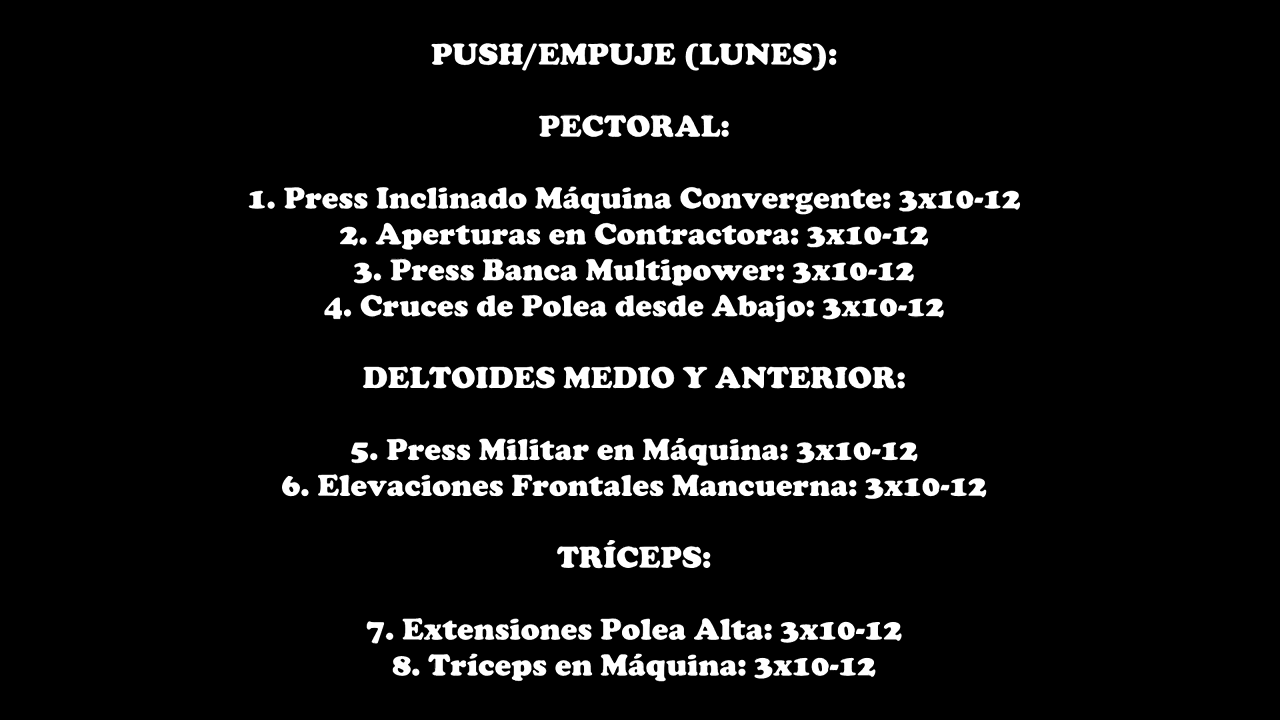 PUSH/EMPUJE (LUNES):
PECTORAL:
1. Press Inclinado Máquina Convergente: 3x10-12
2. Aperturas en Contractora: 3x10-12
3. Press Banca Multipower: 3x10-12
4. Cruces de Polea desde Abajo: 3x10-12
DELTOIDES MEDIO Y ANTERIOR:
5. Press Militar en Máquina: 3x10-12
6. Elevaciones Frontales Mancuerna: 3x10-12
TRÍCEPS:
7. Extensiones Polea Alta: 3x10-12
8. Tríceps en Máquina: 3x10-12